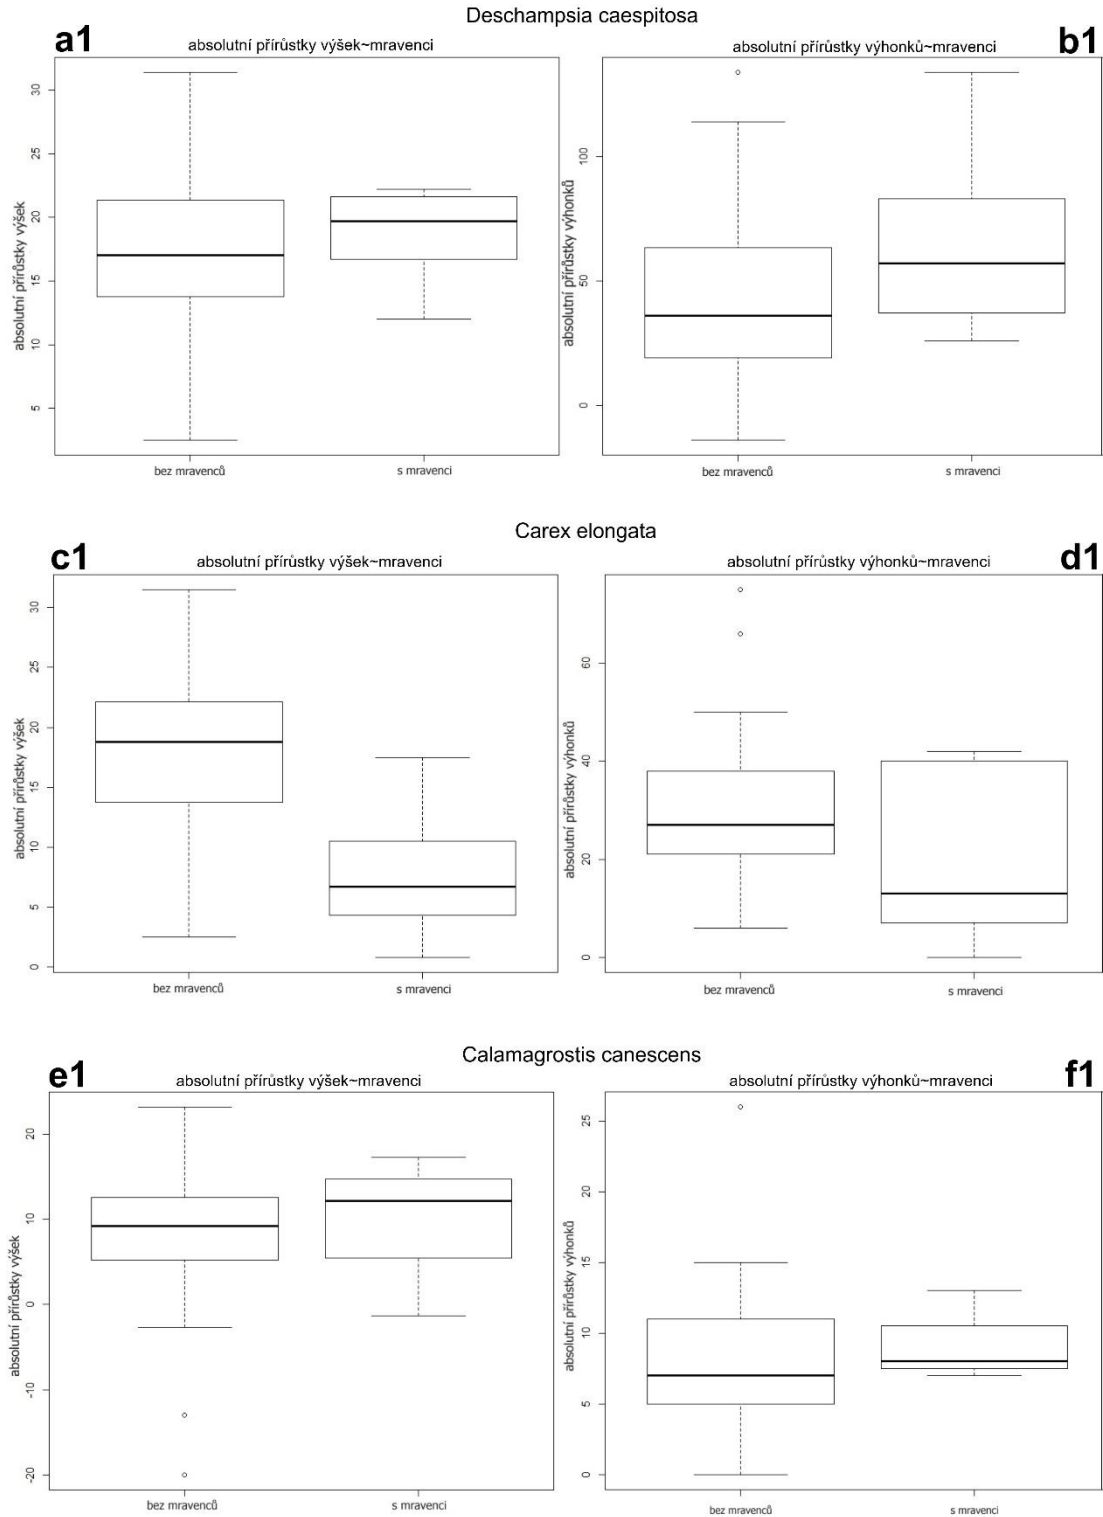 Deschampsia caespitosa
a1
absolutní přírůstky výšek~mravenci
absolutní přírůstky výšek
30
25
20
15
10
5
bez mravenců
s mravenci
absolutní přírůstky výhonků~mravenci
b1
absolutní přírůstky výhonků
100
50
0
bez mravenců
s mravenci
Carex elongata
c1
absolutní přírůstky výšek~mravenci
absolutní přírůstky výšek
30
25
20
15
10
5
0
bez mravenců
s mravenci
absolutní přírůstky výhonků~mravenci
d1
absolutní přírůstky výhonků
60
40
20
0
bez mravenců
s mravenci
Calamagrostis canescens
e1
absolutní přírůstky výšek~mravenci
absolutní přírůstky výšek
20
10
0
-10
-20
bez mravenců
s mravenci
absolutní přírůstky výhonků~mravenci
f1
absolutní přírůstky výhonků
25
20
15
10
5
0
bez mravenců
s mravenci